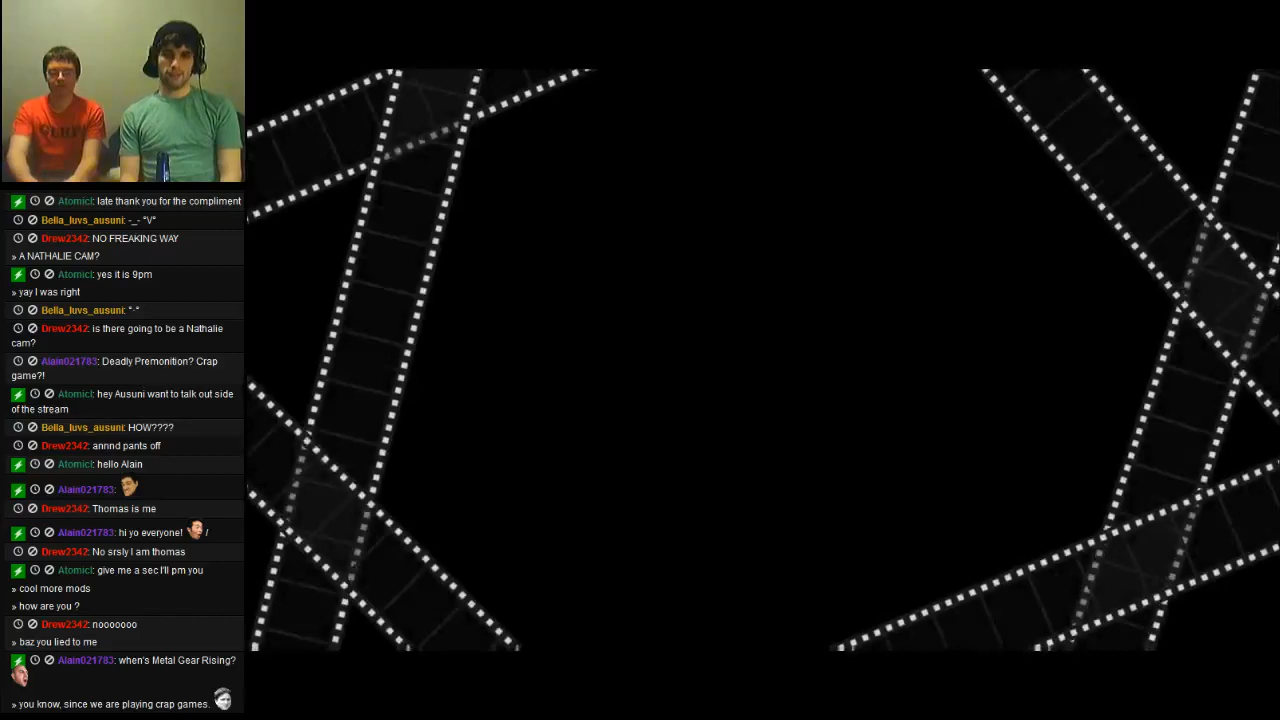 Atomicl: late thank you for the compliment
Bella_luvs_ausuni: -_- °\/°
Drew2342: NO FREAKING WAY
» A NATHALIE CAM?
Atomicl: yes it is 9pm
» yay I was right
Bella_luvs_ausuni: °-°
Drew2342: is there going to be a Nathalie
cam?
Alain021783: Deadly Premonition? Crap
game?!
Atomicl: hey Ausuni want to talk out side
of the stream
Bella_luvs_ausuni: HOW????
Drew2342: annnd pants off
Atomicl: hello Alain
Alain021783:
Drew2342: Thomas is me
Alain021783: hi yo everyone! !
Drew2342: No srsly I am thomas
Atomicl: give me a sec I'll pm you
» cool more mods
» how are you ?
Drew2342: nooooooo
» baz you lied to me
Alain021783: when's Metal Gear Rising?
» you know, since we are playing crap games.